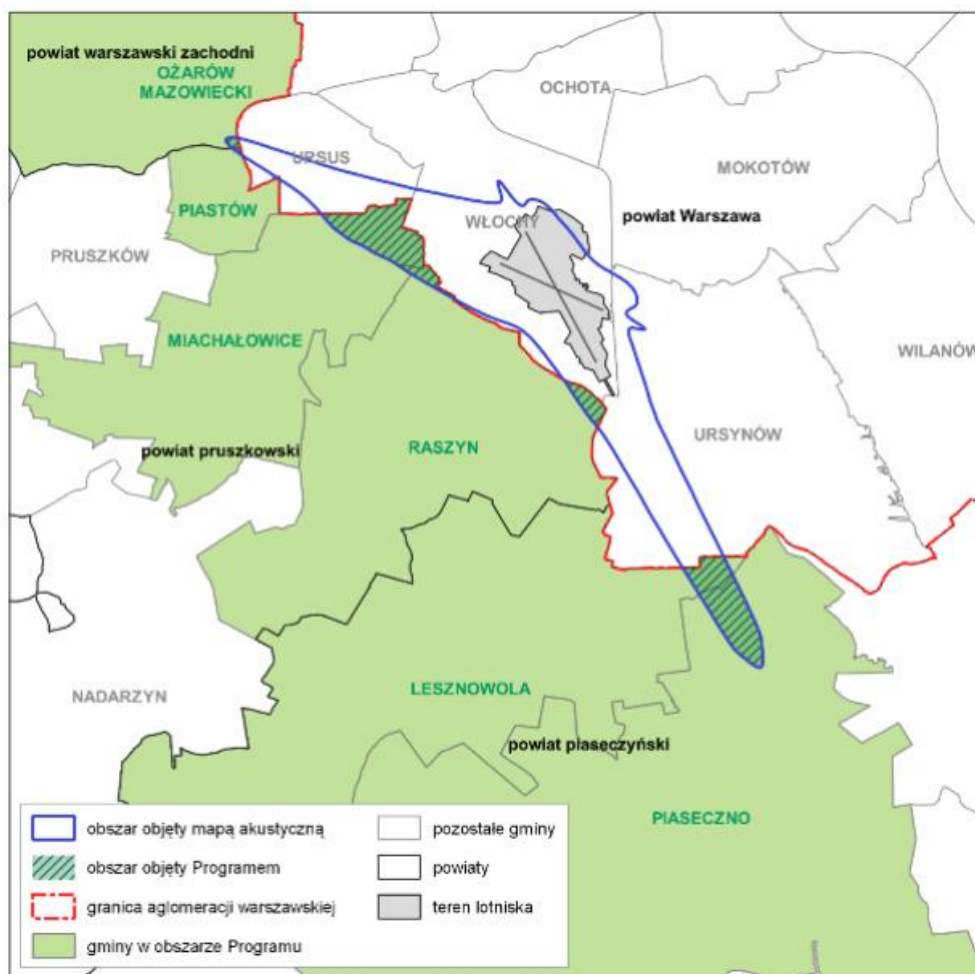 powiat warszawski zachodni
OŻARÓW
MAZOWIECKI
OCHOTA
URSUS
MOKOTÓW
PIASTÓW
WŁOCHY
powiat Warszawa
PRUSZKÓW
MIACHAŁOWICE
WILANÓW
URSYNÓW
powiat pruszkowski
RASZYN
LESZNOWOLA
NADARZYN
powiat piaseczyński
PIASECZNO
obszar objęty mapą akustyczną
obszar objęty Programem
granica aglomeracji warszawskiej
gminy w obszarze Programu
pozostałe gminy
powiaty
teren lotniska